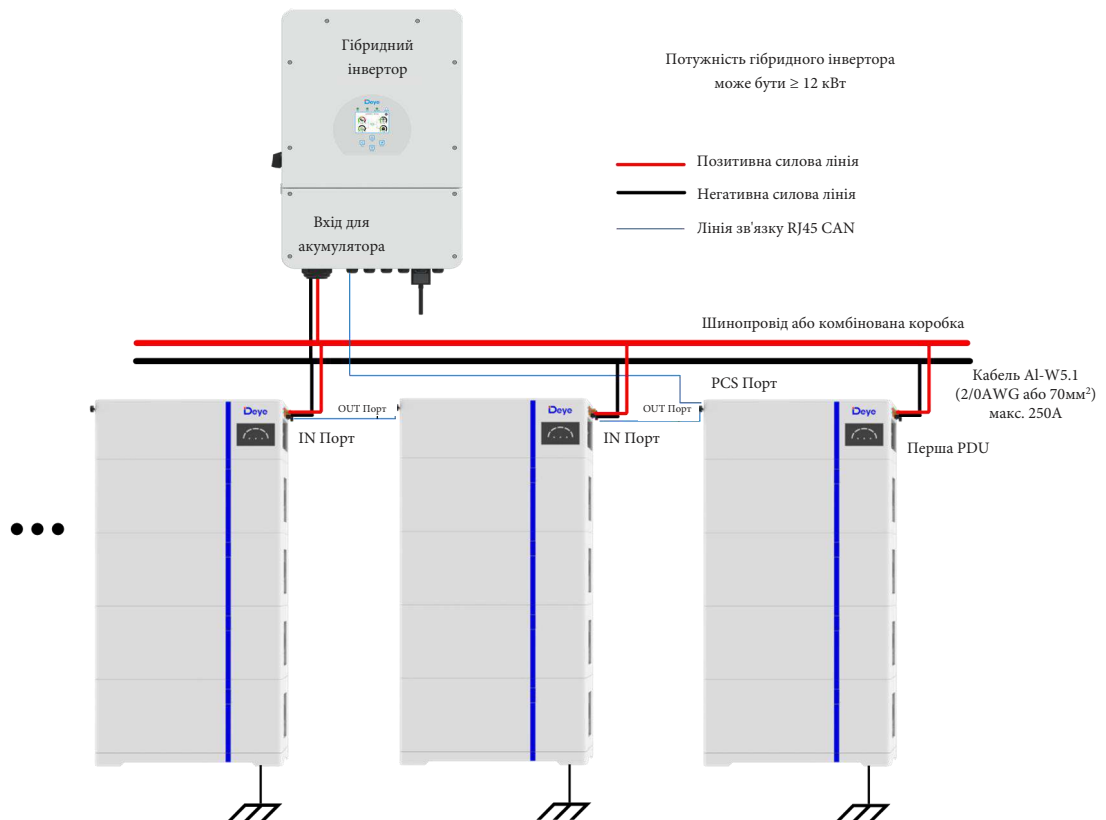 Гібридний
інвертор
Потужність гібридного інвертора
може бути ≥ 12 кВт
Deye
Позитивна силова лінія
Негативна силова лінія
Лінія зв'язку RJ45 CAN
Вхід для
акумулятора
Шинопровід або комбінована коробка
Кабель Al-W5.1
(2/0AWG або 70мм²)
макс. 250А
PCS Порт
Deye
OUT Порт
IN Порт
Deye
OUT Порт
IN Порт
Deye
Перша PDU